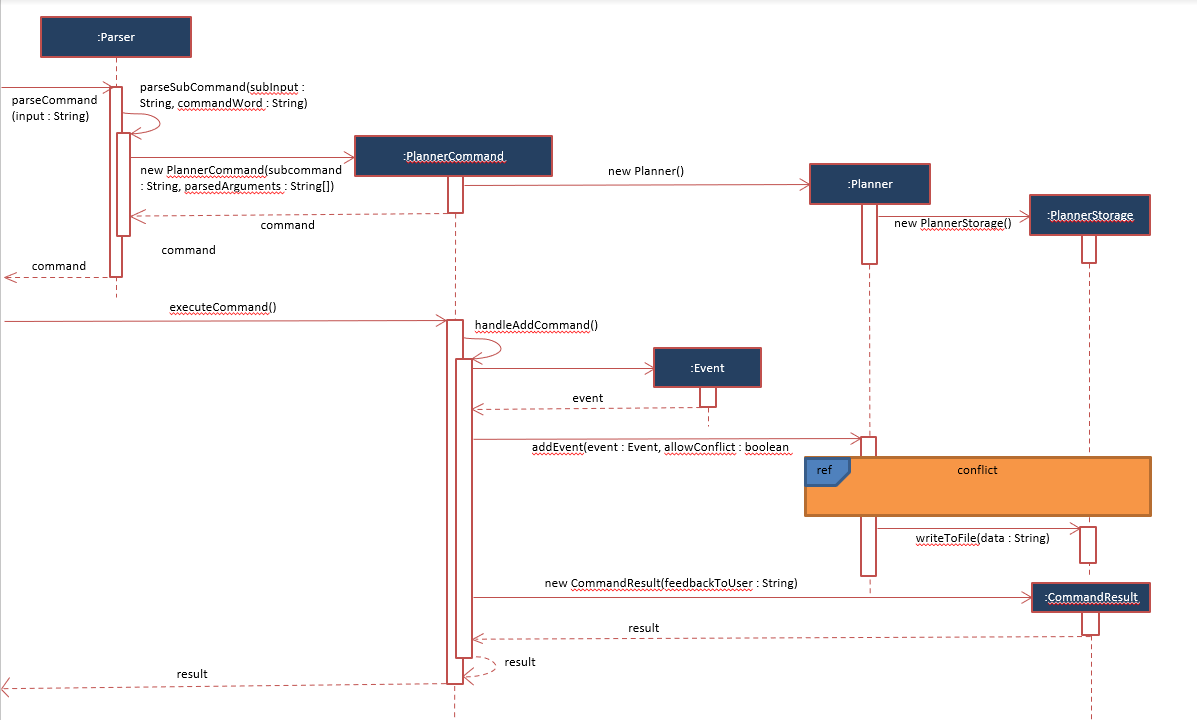 :Parser
parseSubCommand(subInput :
String, commandWord : String)
parseCommand
(input : String)
:PlannerCommand
new PlannerCommand(subcommand
: String, parsedArguments : String[])
new Planner()
:Planner
new PlannerStorage()
:PlannerStorage
command
command
command
executeCommand()
handleAddCommand()
:Event
event
addEvent(event : Event, allowConflict : boolean
ref
conflict
writeToFile(data : String)
new CommandResult(feedbackToUser : String)
:CommandResult
result
result
result